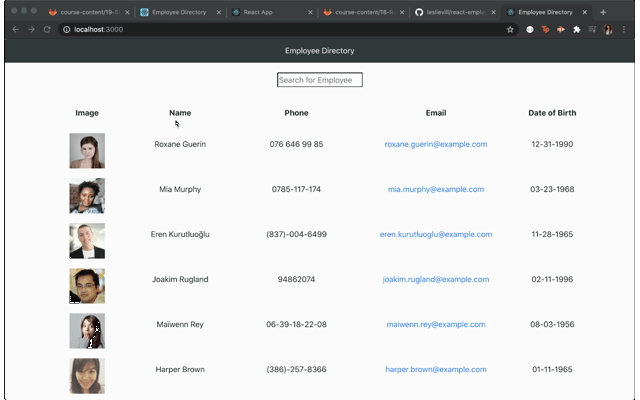 course-content/19-R
Employee Directory
React App
course-content/18-R
leslievill/react-emplo
Employee Directory
localhost:3000
Employee Directory
Search for Employee
Image Name Phone Email Date of Birth
Roxane Guerin 076 646 99 85 roxane.guerin@example.com 12-31-1990
Mia Murphy 0785-117-174 mia.murphy@example.com 03-23-1968
Eren Kurutluoğlu (837)-004-6499 eren.kurutluoglu@example.com 11-28-1965
Joakim Rugland 94862074 joakim.rugland@example.com 02-11-1996
Maïwenn Rey 06-39-18-22-08 maiwenn.rey@example.com 08-03-1956
Harper Brown (386)-257-8366 harper.brown@example.com 01-11-1965